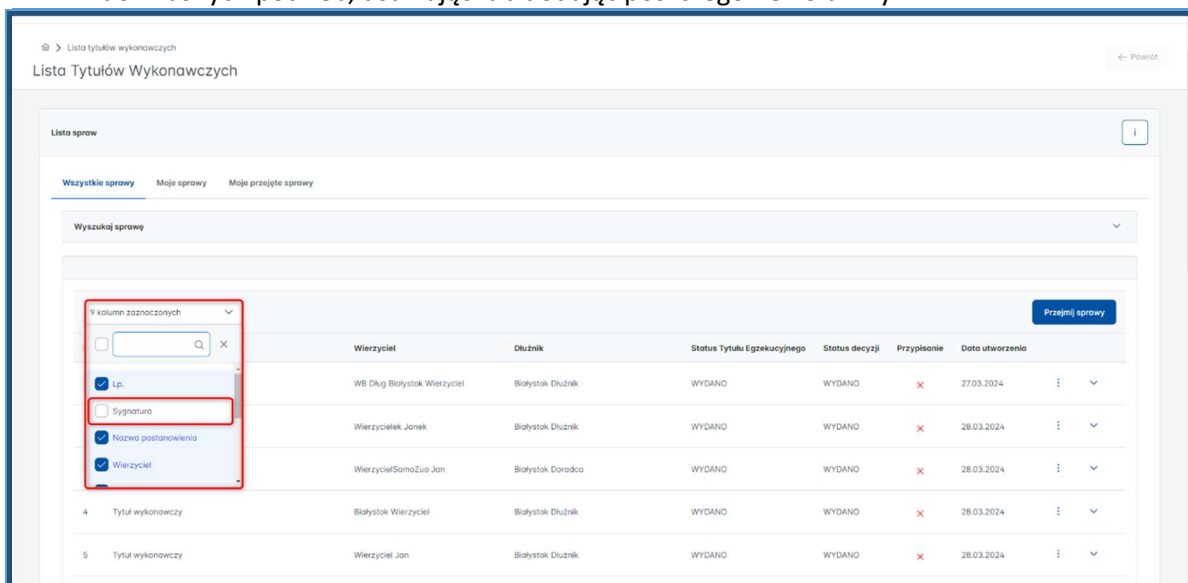 Lista tytułów wykonawczych
← Powrót
Lista Tytułów Wykonawczych
Lista spraw
i
Wszystkie sprawy Moje sprawy Moje przejęte sprawy
Wyszukaj sprawę
9 kolumn zaznaczonych
Przejmij sprawy
Wierzyciel Dłużnik Status Tytułu Egzekucyjnego Status decyzji Przypisanie Data utworzenia
Lp.
WB Dług Białystok Wierzyciel Białystok Dłużnik WYDANO WYDANO 27.03.2024
Sygnatura
Wierzycielek Janek Białystok Dłużnik WYDANO WYDANO 28.03.2024
Nazwa postanowienia
Wierzyciel
WierzycielSamoZuo Jan Białystok Doradca WYDANO WYDANO 28.03.2024
4 Tytuł wykonawczy Białystok Wierzyciel Białystok Dłużnik WYDANO WYDANO 28.03.2024
5 Tytuł wykonawczy Wierzyciel Jan Białystok Dłużnik WYDANO WYDANO 28.03.2024